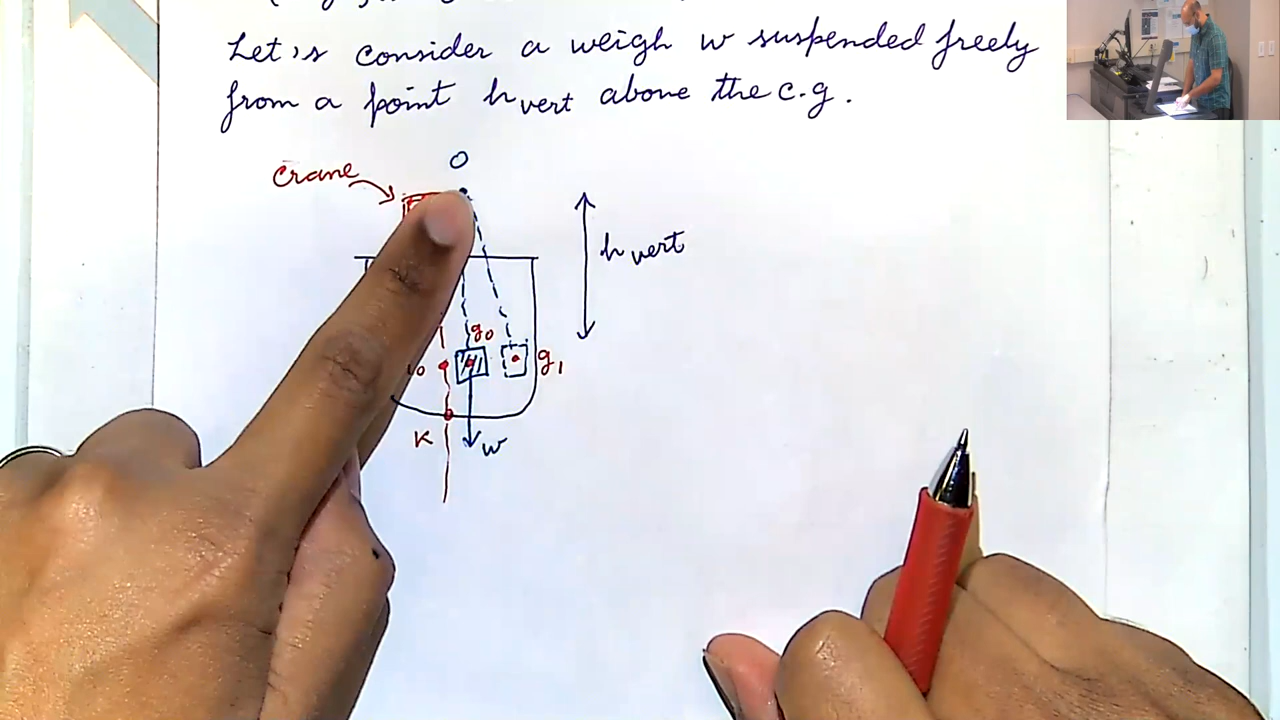 Let's consider a weigh w suspended freely
from a point h vert above the c.g.
O
Crane
h vert
g0
g1
K
w